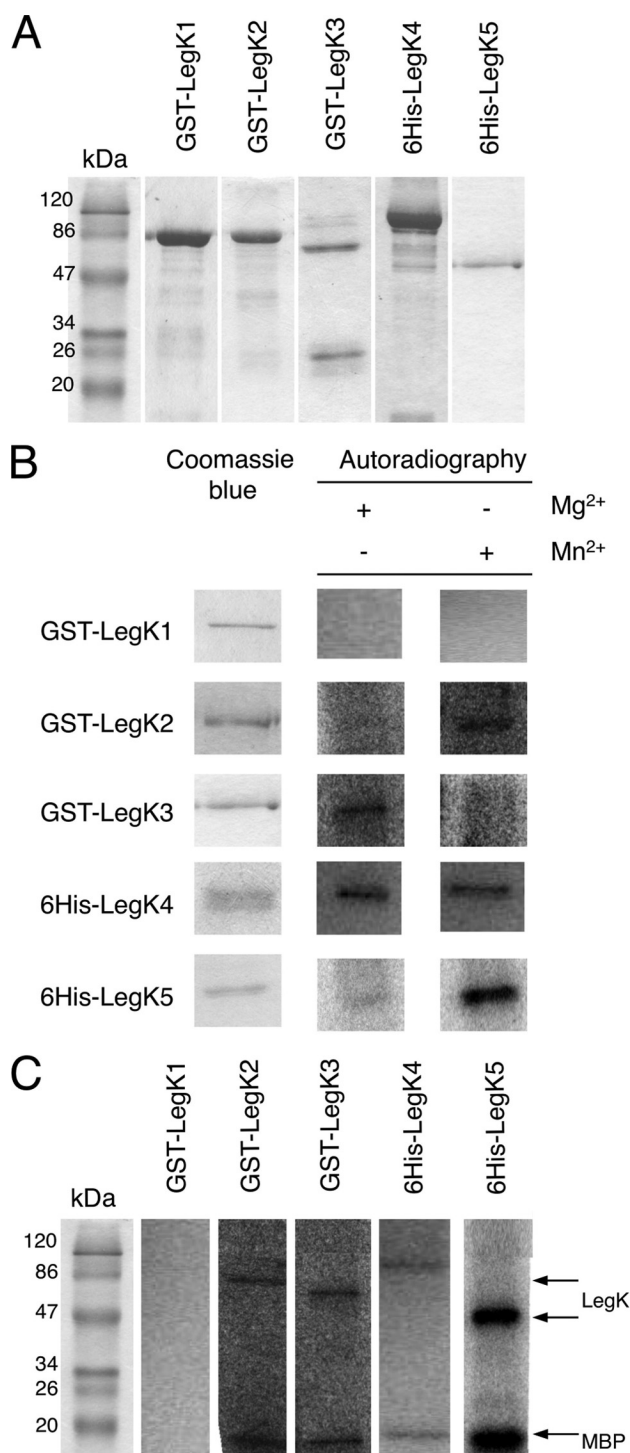 A
GST-LegK1
GST-LegK2
GST-LegK3
6His-LegK4
6His-LegK5
kDa
120
86
47
34
26
20
B
Coomassie
blue
Autoradiography
+ - Mg²⁺
- + Mn²⁺
GST-LegK1
GST-LegK2
GST-LegK3
6His-LegK4
6His-LegK5
C
GST-LegK1
GST-LegK2
GST-LegK3
6His-LegK4
6His-LegK5
kDa
120
86
47
34
26
20
LegK
MBP